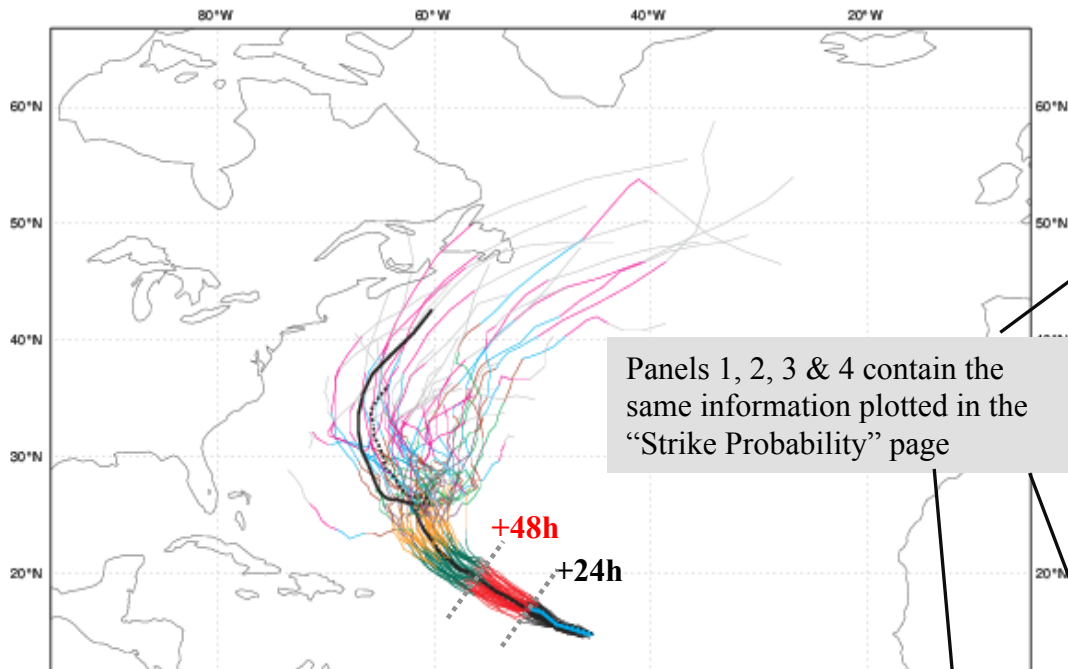 80°W 60°W 40°W 20°W
60°N 60°N
50°N 50°N
40°N
Panels 1, 2, 3 & 4 contain the
same information plotted in the
“Strike Probability” page
30°N
+48h
+24h
20°N 20°N